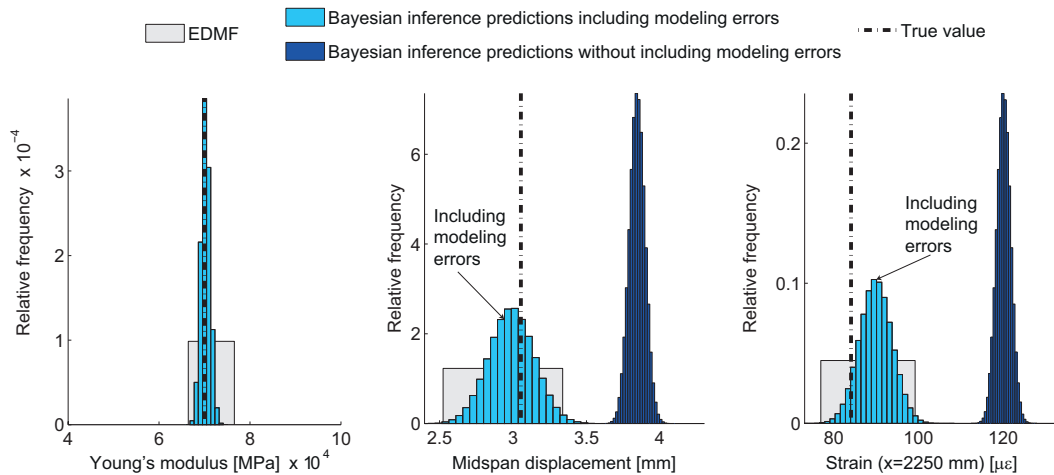 EDMF
Bayesian inference predictions including modeling errors
Bayesian inference predictions without including modeling errors
True value
Relative frequency x 10⁻⁴
3
2
1
0
4
6
8
10
Young's modulus [MPa] x 10⁴
Relative frequency
6
4
2
0
Including
modeling
errors
2.5
3
3.5
4
Midspan displacement [mm]
Relative frequency
0.2
0.1
0
Including
modeling
errors
80
100
120
Strain (x=2250 mm) [με]